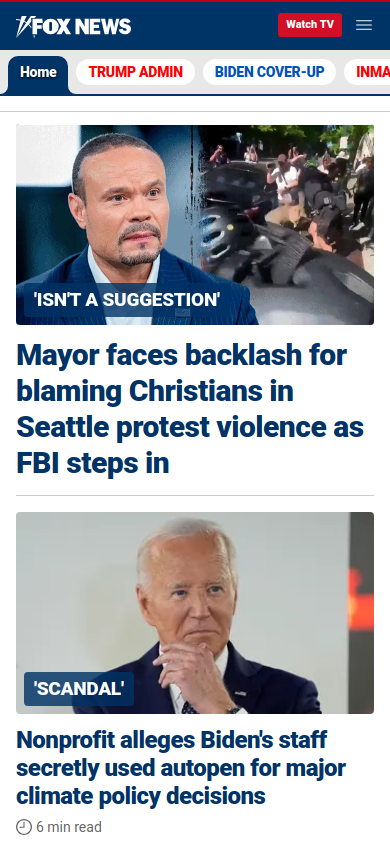 FOX NEWS
Watch TV
Home
TRUMP ADMIN
BIDEN COVER-UP
INMA
'ISN'T A SUGGESTION'
Mayor faces backlash for
blaming Christians in
Seattle protest violence as
FBI steps in
'SCANDAL'
Nonprofit alleges Biden's staff
secretly used autopen for major
climate policy decisions
6 min read